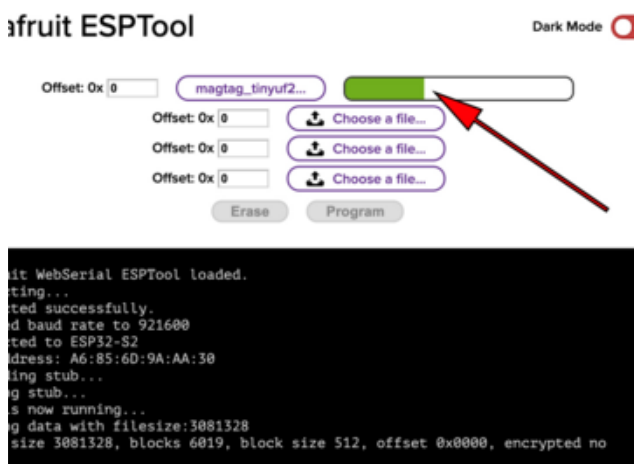 afruit ESPTool
Dark Mode
Offset: 0x 0 magtag_tinyuf2...
Offset: 0x 0 Choose a file...
Offset: 0x 0 Choose a file...
Offset: 0x 0 Choose a file...
Erase Program
uit WebSerial ESPTool loaded.
cting...
cted successfully.
ed baud rate to 921600
cted to ESP32-S2
ddress: A6:85:6D:9A:AA:30
ding stub...
ng stub...
is now running...
ng data with filesize:3081328
size 3081328, blocks 6019, block size 512, offset 0x0000, encrypted no